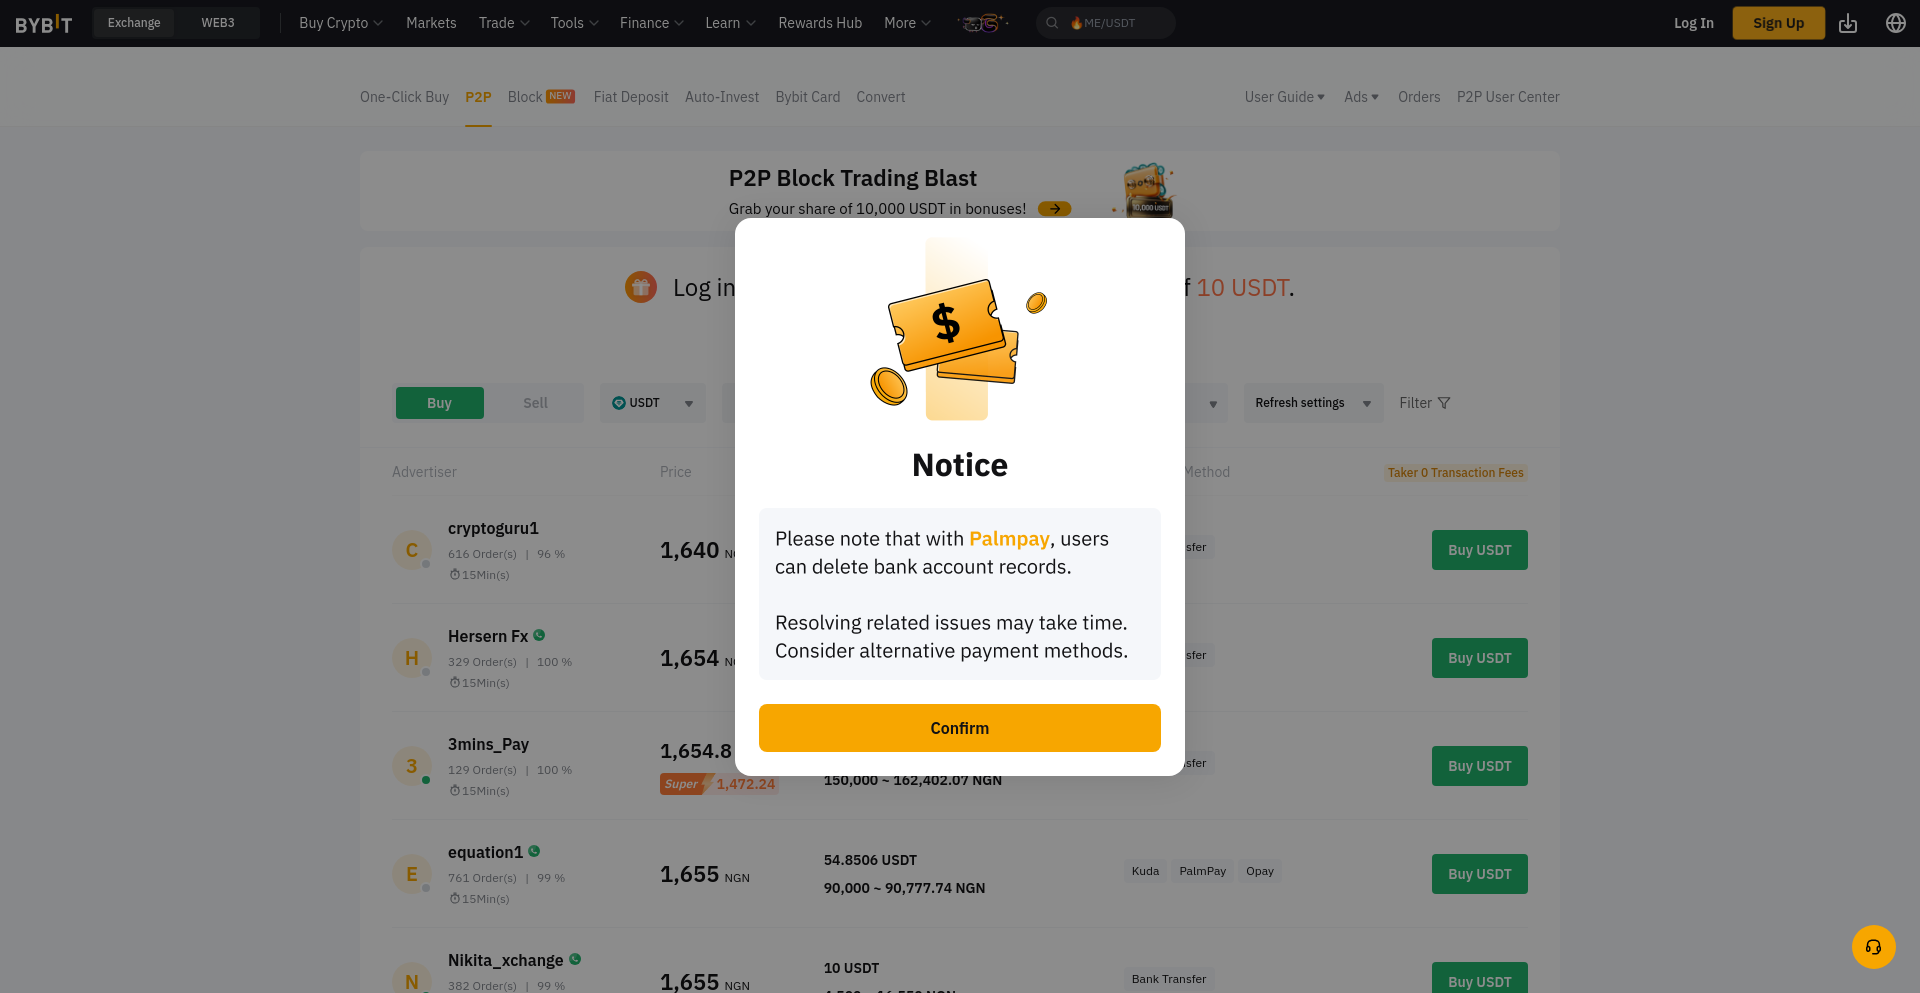 BYBIT Exchange WEB3 Buy Crypto Markets Trade Tools Finance Learn Rewards Hub More ME/USDT Log In Sign Up
One-Click Buy P2P Block NEW Fiat Deposit Auto-Invest Bybit Card Convert User Guide Ads Orders P2P User Center
P2P Block Trading Blast
Grab your share of 10,000 USDT in bonuses!
10,000 USDT
Log in
10 USDT.
Buy Sell USDT Refresh settings Filter
Advertiser Price Method Taker 0 Transaction Fees
cryptoguru1
616 Order(s) | 96 %
15Min(s)
1,640
Buy USDT
Hersern Fx
329 Order(s) | 100 %
15Min(s)
1,654
Buy USDT
3mins_Pay
129 Order(s) | 100 %
15Min(s)
1,654.8
Super 1,472.24
150,000 ~ 162,402.07 NGN
Buy USDT
equation1
761 Order(s) | 99 %
15Min(s)
1,655 NGN
54.8506 USDT
90,000 ~ 90,777.74 NGN
Kuda PalmPay Opay
Buy USDT
Nikita_xchange
382 Order(s) | 99 %
1,655 NGN
10 USDT
Bank Transfer
Buy USDT
C
H
3
E
N
$
Notice
Please note that with Palmpay, users
can delete bank account records.
Resolving related issues may take time.
Consider alternative payment methods.
Confirm